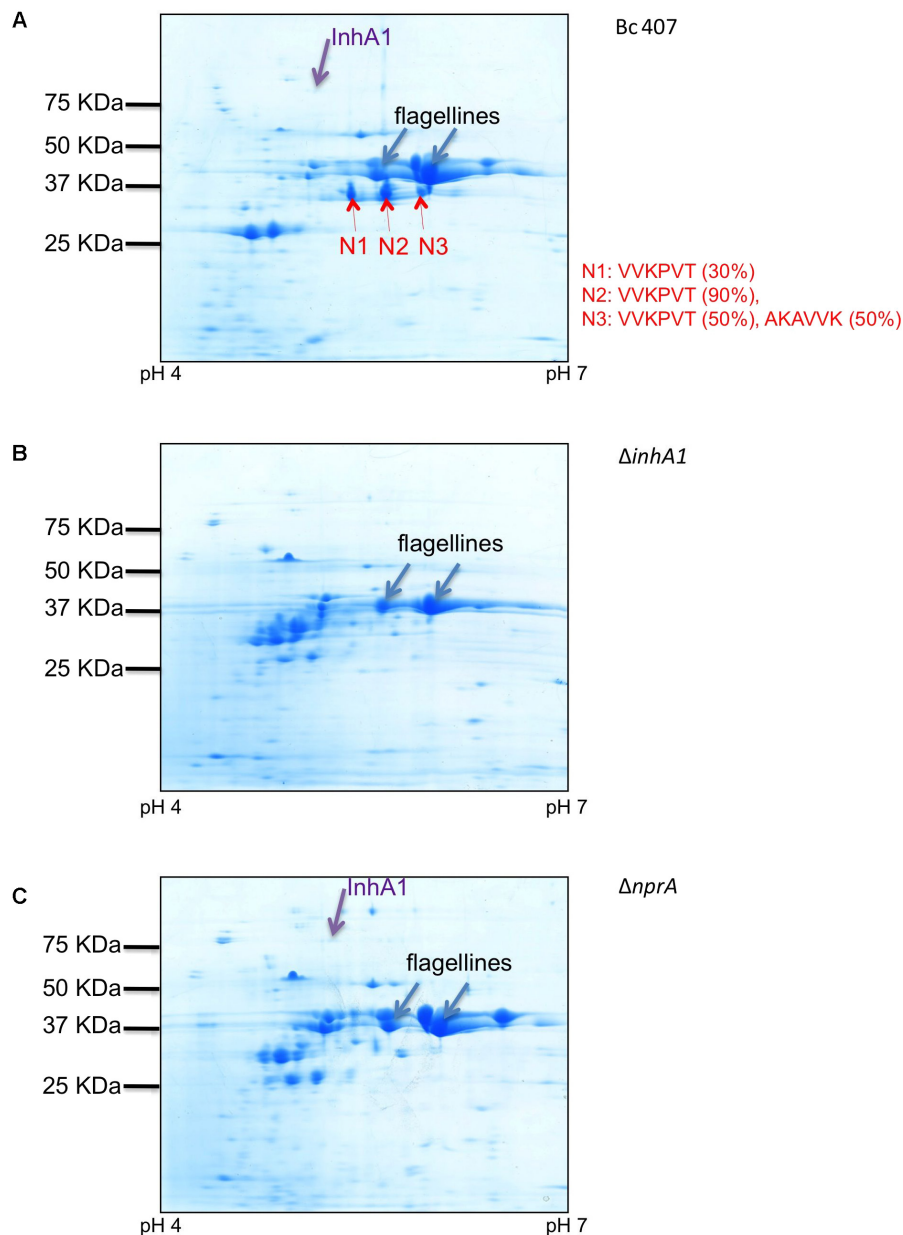 A
Bc 407
InhA1
75 KDa
flagellines
50 KDa
37 KDa
N1 N2 N3
25 KDa
N1: VVKPVT (30%)
N2: VVKPVT (90%),
N3: VVKPVT (50%), AKAVVK (50%)
pH 4 pH 7
B
ΔinhA1
75 KDa
flagellines
50 KDa
37 KDa
25 KDa
pH 4 pH 7
C
ΔnprA
InhA1
75 KDa
flagellines
50 KDa
37 KDa
25 KDa
pH 4 pH 7